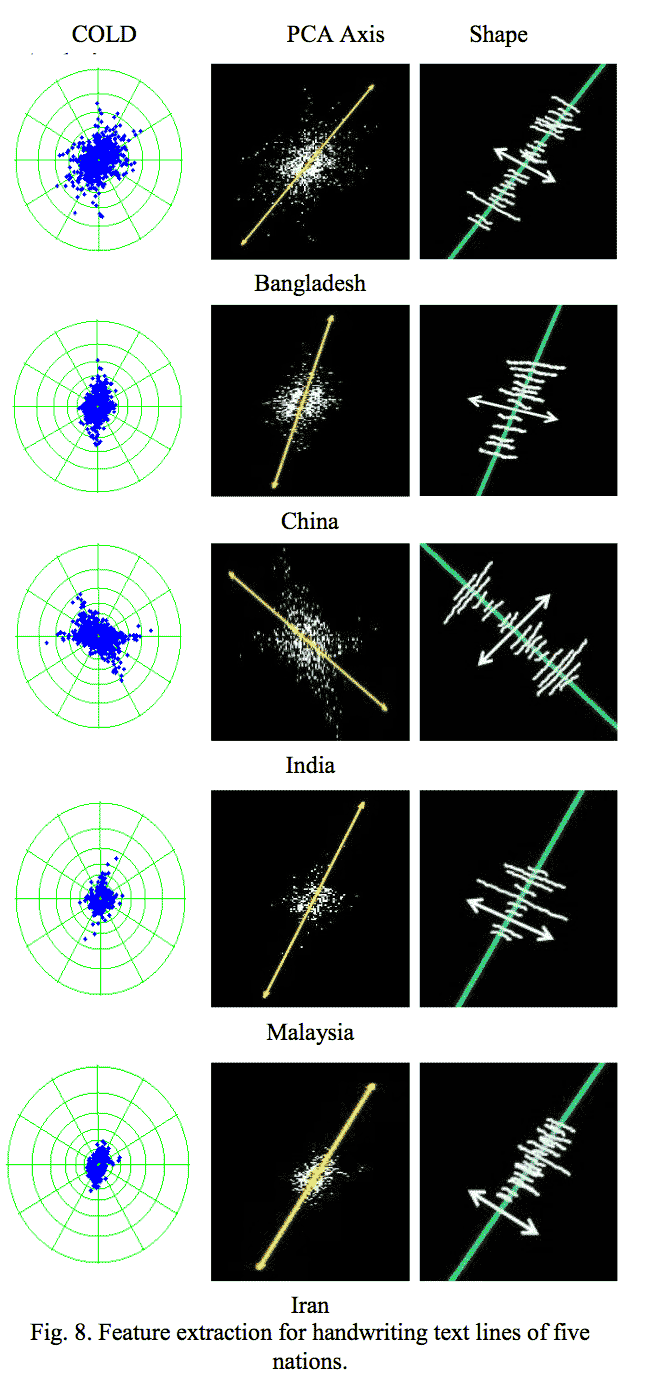 COLD PCA Axis Shape
Bangladesh
China
India
Malaysia
Iran
Fig. 8. Feature extraction for handwriting text lines of five
nations.